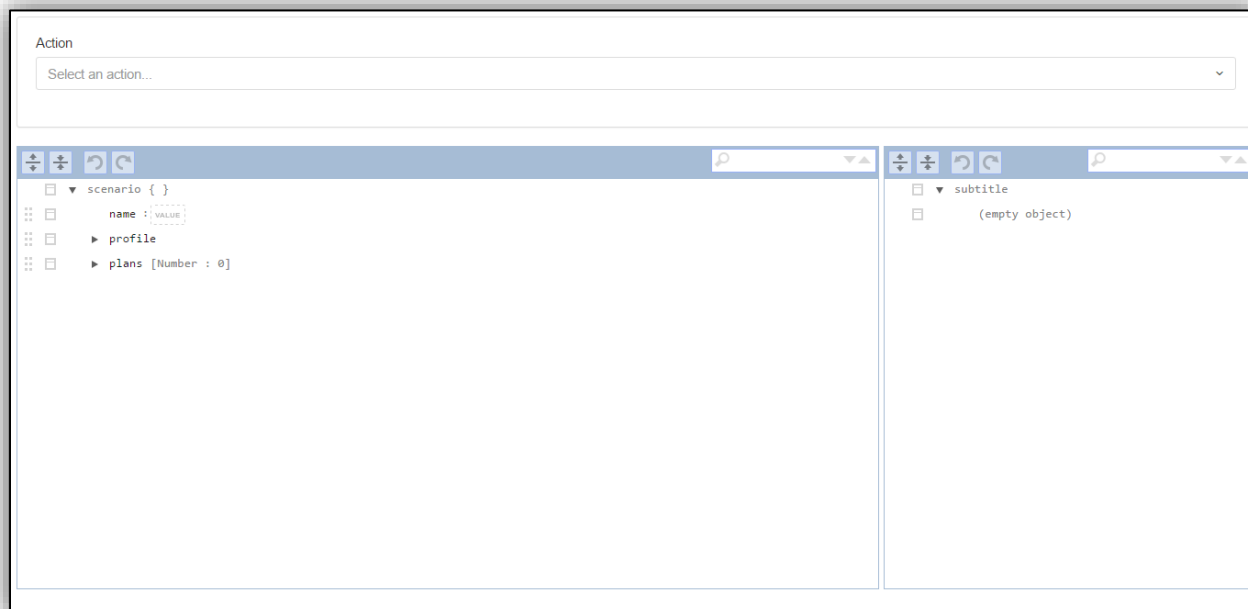 Action
Select an action...
scenario { }
name : VALUE
profile
plans [Number : 0]
subtitle
(empty object)